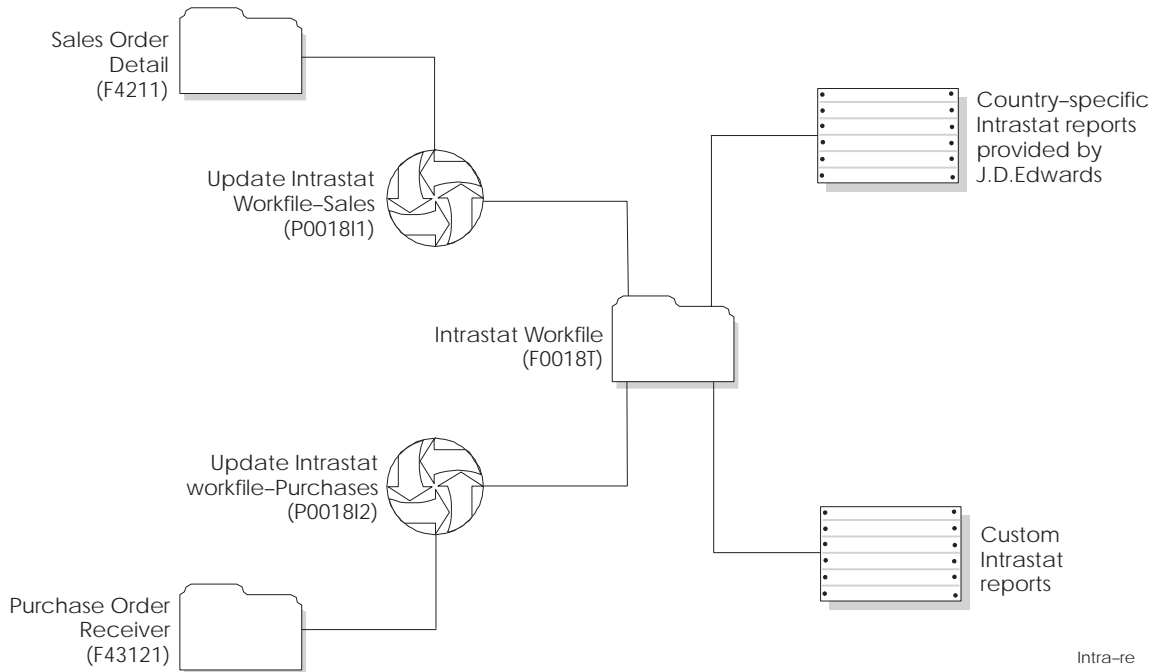 Sales Order
Detail
(F4211)
Update Intrastat
Workfile–Sales
(P0018I1)
Country–specific
Intrastat reports
provided by
J.D.Edwards
Intrastat Workfile
(F0018T)
Update Intrastat
workfile–Purchases
(P0018I2)
Custom
Intrastat
reports
Purchase Order
Receiver
(F43121)
Intra–re